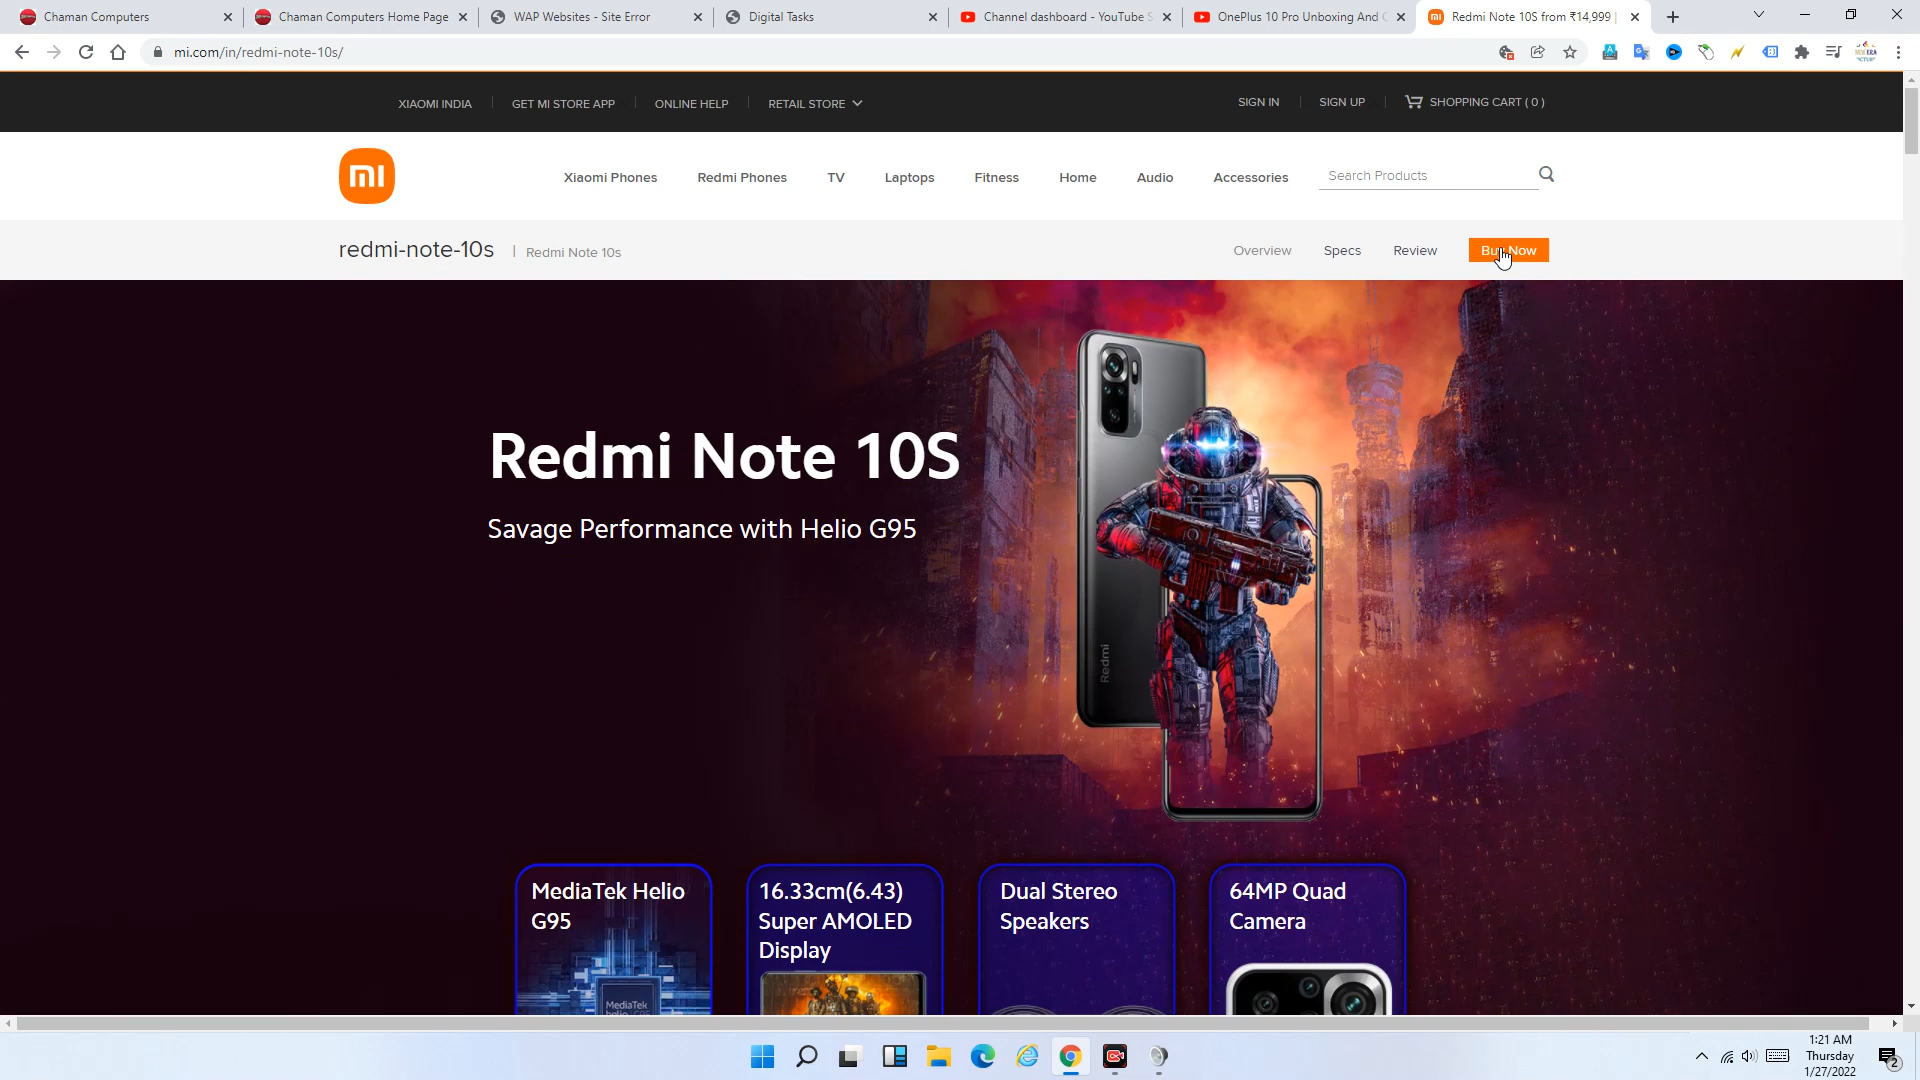 Chaman Computers
Chaman Computers Home Page
WAP Websites - Site Error
Digital Tasks
Channel dashboard - YouTube S
OnePlus 10 Pro Unboxing And
Redmi Note 10S from ₹14,999 |
mi.com/in/redmi-note-10s/
XIAOMI INDIA
GET MI STORE APP
ONLINE HELP
RETAIL STORE
SIGN IN
SIGN UP
SHOPPING CART ( 0 )
mi
Xiaomi Phones
Redmi Phones
TV
Laptops
Fitness
Home
Audio
Accessories
Search Products
redmi-note-10s | Redmi Note 10s
Overview
Specs
Review
Buy Now
Redmi Note 10S
Savage Performance with Helio G95
Redmi
MediaTek Helio
G95
16.33cm(6.43)
Super AMOLED
Display
Dual Stereo
Speakers
64MP Quad
Camera
MediaTek
1:21 AM
Thursday
1/27/2022
2